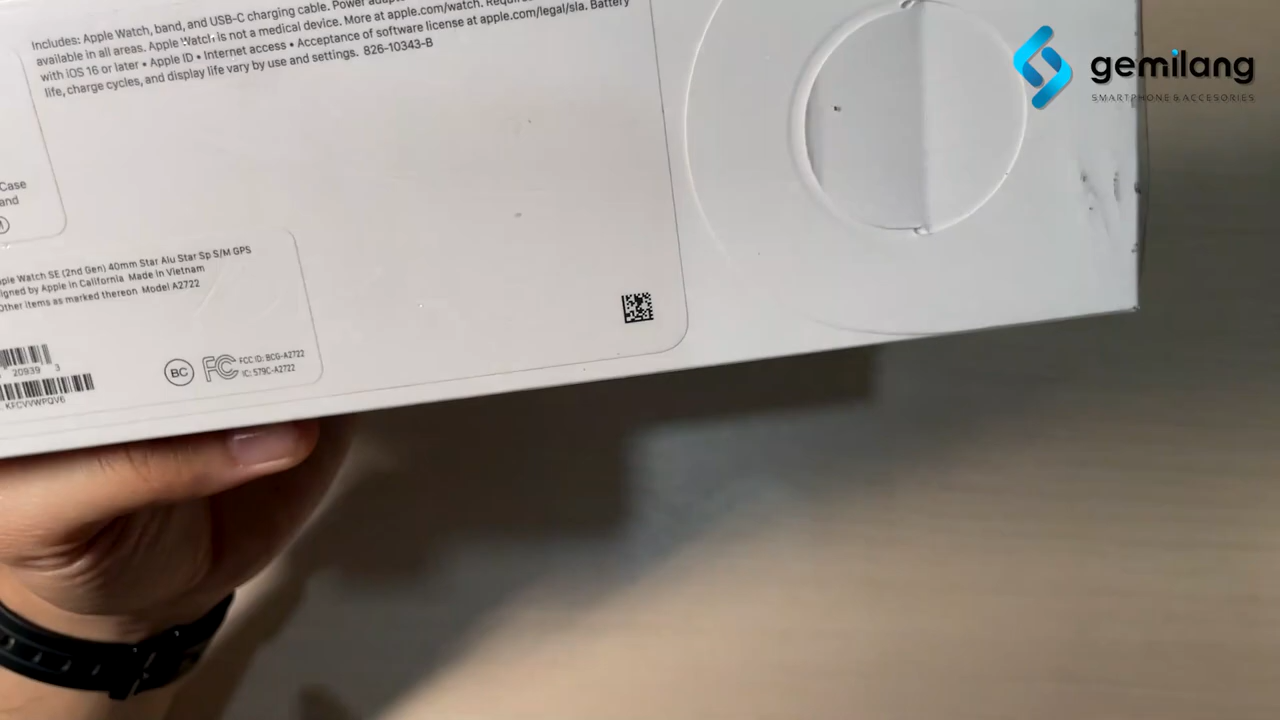 Includes: Apple Watch, band, and USB-C charging cable. Power
available in all areas. Apple Watch is not a medical device. More at apple.com/watch.
with iOS 16 or later • Apple ID • Internet access • Acceptance of software license at apple.com/legal/sla. Battery
life, charge cycles, and display life vary by use and settings. 826-10343-B
gemilang
SMARTPHONE & ACCESORIES
Case
Watch SE (2nd Gen) 40mm Star Alu Star Sp S/M GPS
by Apple in California Made in Vietnam
Other items as marked thereon Model A2722
20939 3
KFCVVWPQV6
BC
FC
FCC ID: BCG-A2722
IC: 579C-A2722